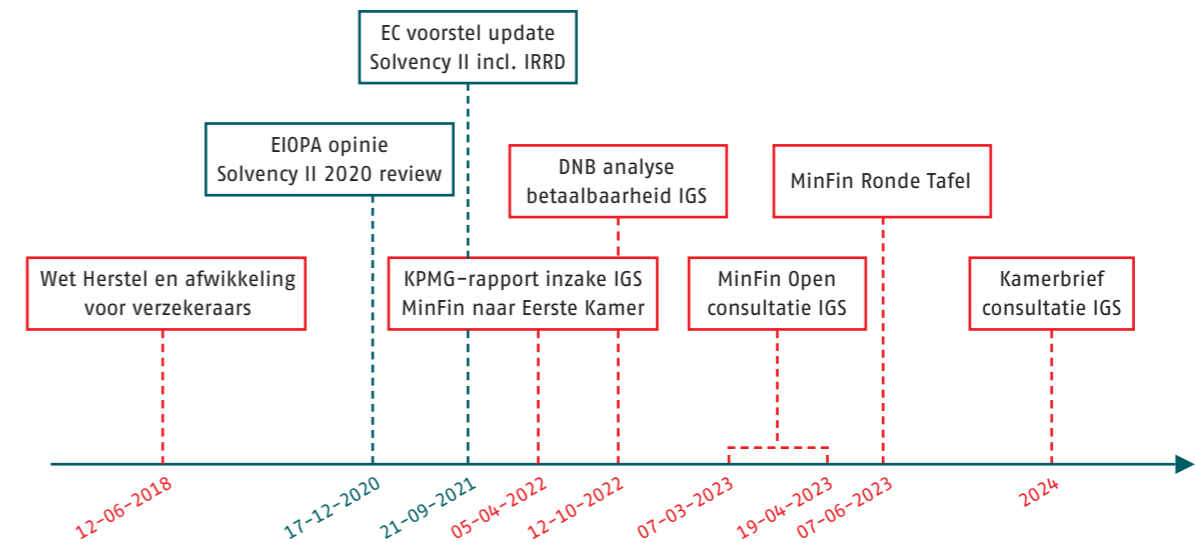 EC voorstel update
Solvency II incl. IRRD
EIOPA opinie
Solvency II 2020 review
DNB analyse
betaalbaarheid IGS
MinFin Ronde Tafel
Wet Herstel en afwikkeling
voor verzekeraars
KPMG-rapport inzake IGS
MinFin naar Eerste Kamer
MinFin Open
consultatie IGS
Kamerbrief
consultatie IGS
12-06-2018
17-12-2020
21-09-2021
05-04-2022
12-10-2022
07-03-2023
19-04-2023
07-06-2023
2024